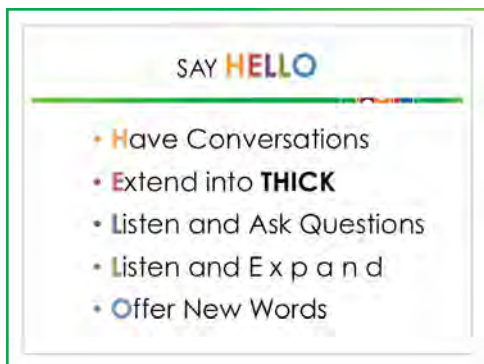 SAY HELLO
• Have Conversations
• Extend into THICK
• Listen and Ask Questions
• Listen and E x p a n d
• Offer New Words